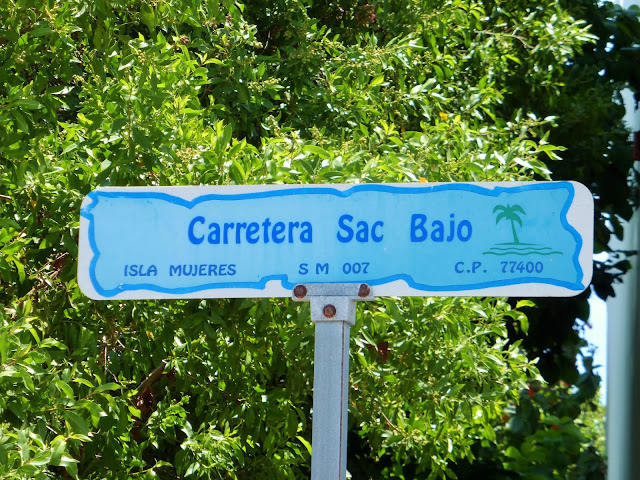 Carretera Sac Bajo
ISLA MUJERES S M 007 C.P. 77400